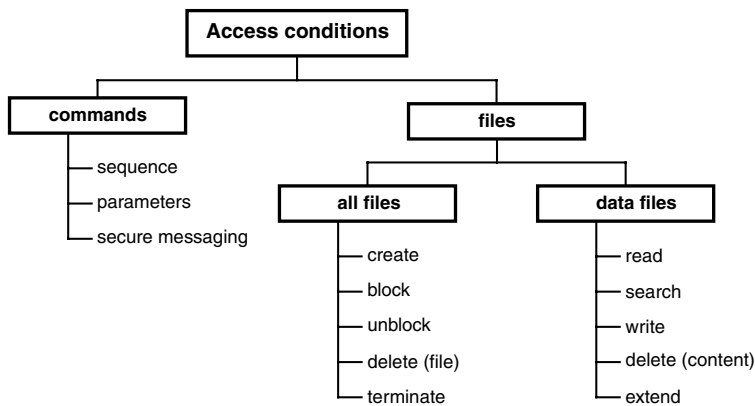 Access conditions
commands
sequence
parameters
secure messaging
files
all files
create
block
unblock
delete (file)
terminate
data files
read
search
write
delete (content)
extend